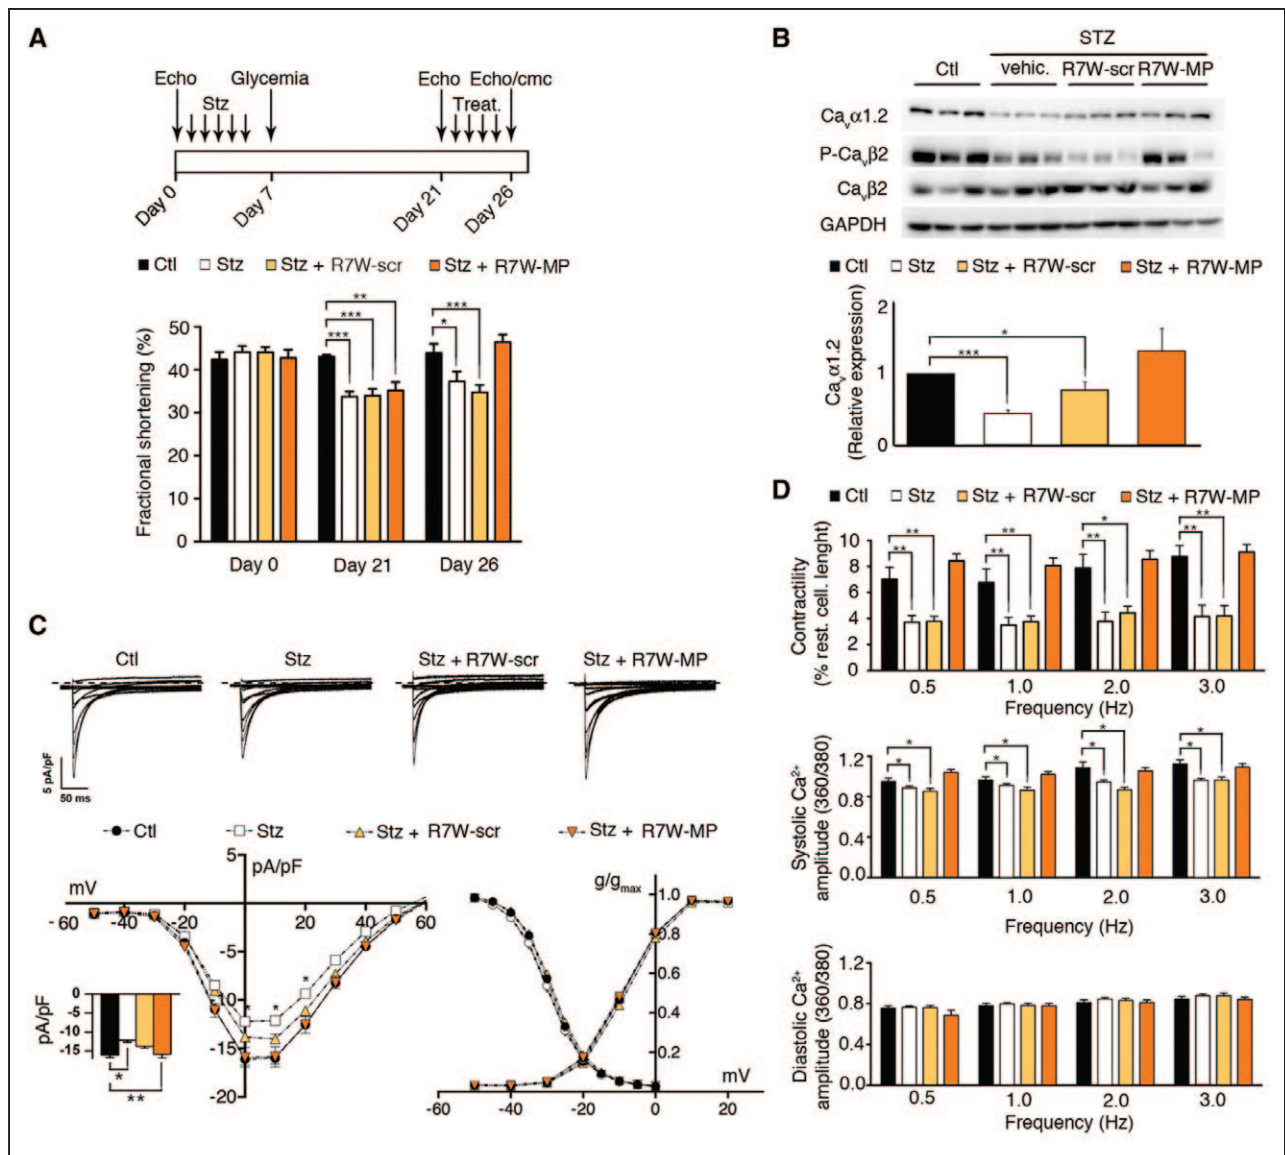 A
Echo Glycemia Echo Echo/cmc
Stz Treat.
Day 0 Day 7 Day 21 Day 26
Ctl Stz Stz + R7W-scr Stz + R7W-MP
Fractional shortening (%)
50
40
30
20
10
0
*** *** ** * ***
Day 0 Day 21 Day 26
B
STZ
Ctl vehic. R7W-scr R7W-MP
Cavα1.2
P-Cavβ2
Cavβ2
GAPDH
Ctl Stz Stz + R7W-scr Stz + R7W-MP
Cavα1.2
(Relative expression)
2
1
0
*** *
C
Ctl Stz Stz + R7W-scr Stz + R7W-MP
5 pA/pF
50 ms
Ctl Stz Stz + R7W-scr Stz + R7W-MP
5
pA/pF
mV
-60 -40 -20 20 40 60
-5
-10
-15
-20
* * *
pA/pF
0
-5
-10
-15
*
**
g/gmax
1.0
0.8
0.6
0.4
0.2
mV
-60 -40 -20 0 20
D
Ctl Stz Stz + R7W-scr Stz + R7W-MP
Contractility
(% rest. cell. lenght)
10
8
6
4
2
0
** ** ** ** ** * ** **
0.5 1.0 2.0 3.0
Frequency (Hz)
Systolic Ca2+
amplitude (360/380)
1.2
0.8
0.4
0.0
* * * * * * * *
0.5 1.0 2.0 3.0
Frequency (Hz)
Diastolic Ca2+
amplitude (360/380)
1.2
0.8
0.4
0.0
0.5 1.0 2.0 3.0
Frequency (Hz)